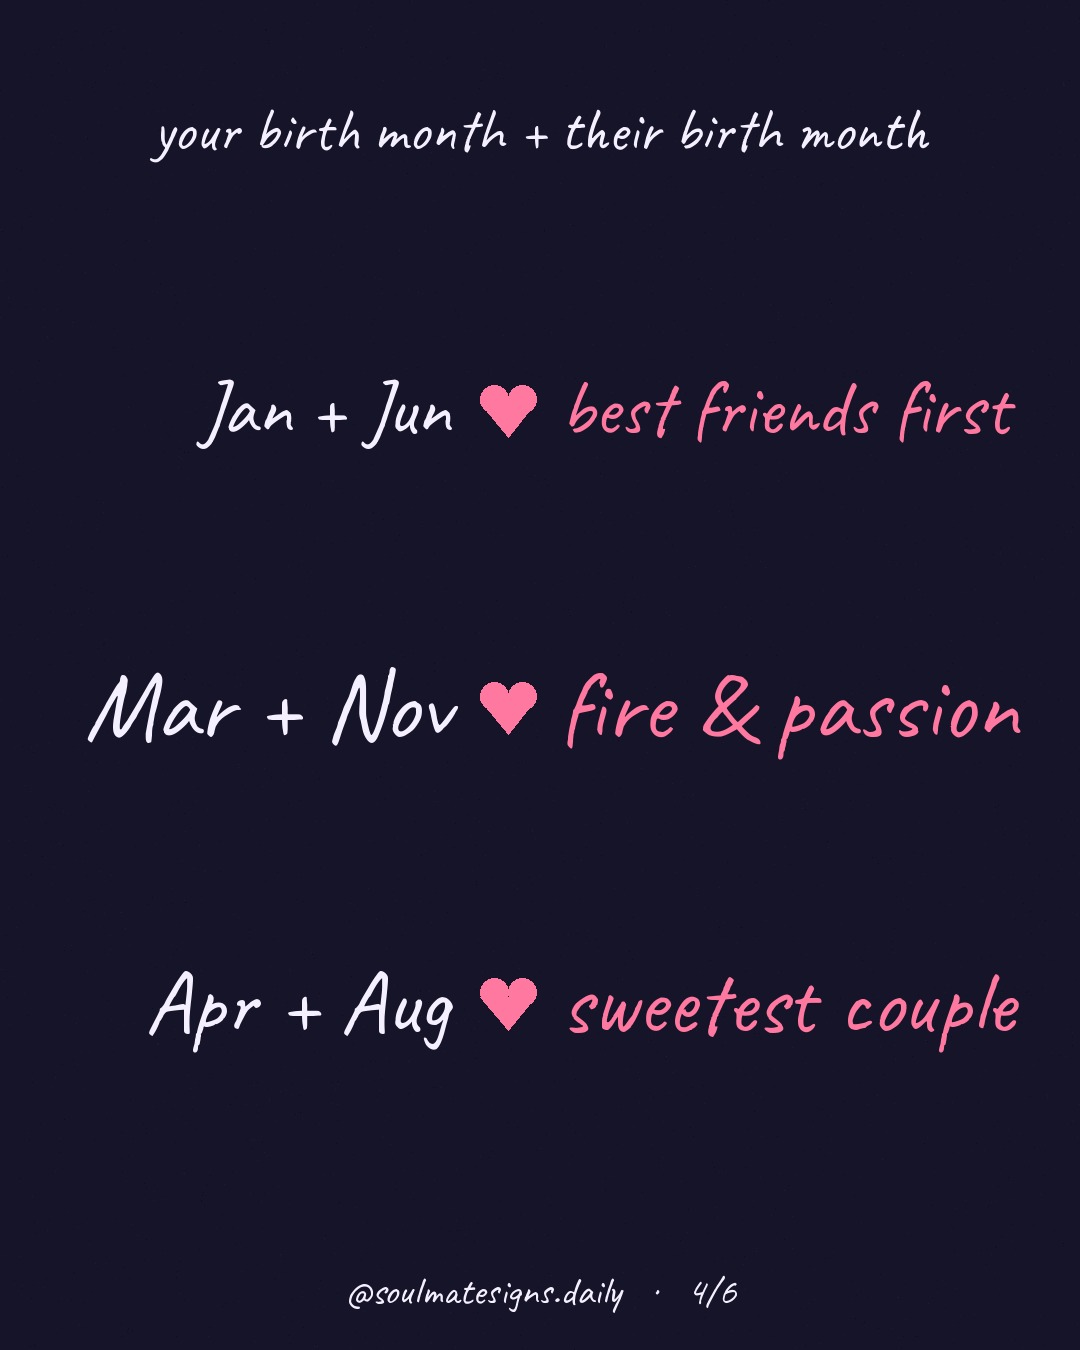 your birth month + their birth month
Jan + Jun ♥ best friends first
Mar + Nov ♥ fire & passion
Apr + Aug ♥ sweetest couple
@soulmatesigns.daily · 4/6